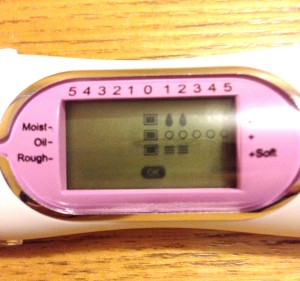 5 4 3 2 1 0 1 2 3 4 5
Moist-
Oil-
+
Rough-
+Soft
OK